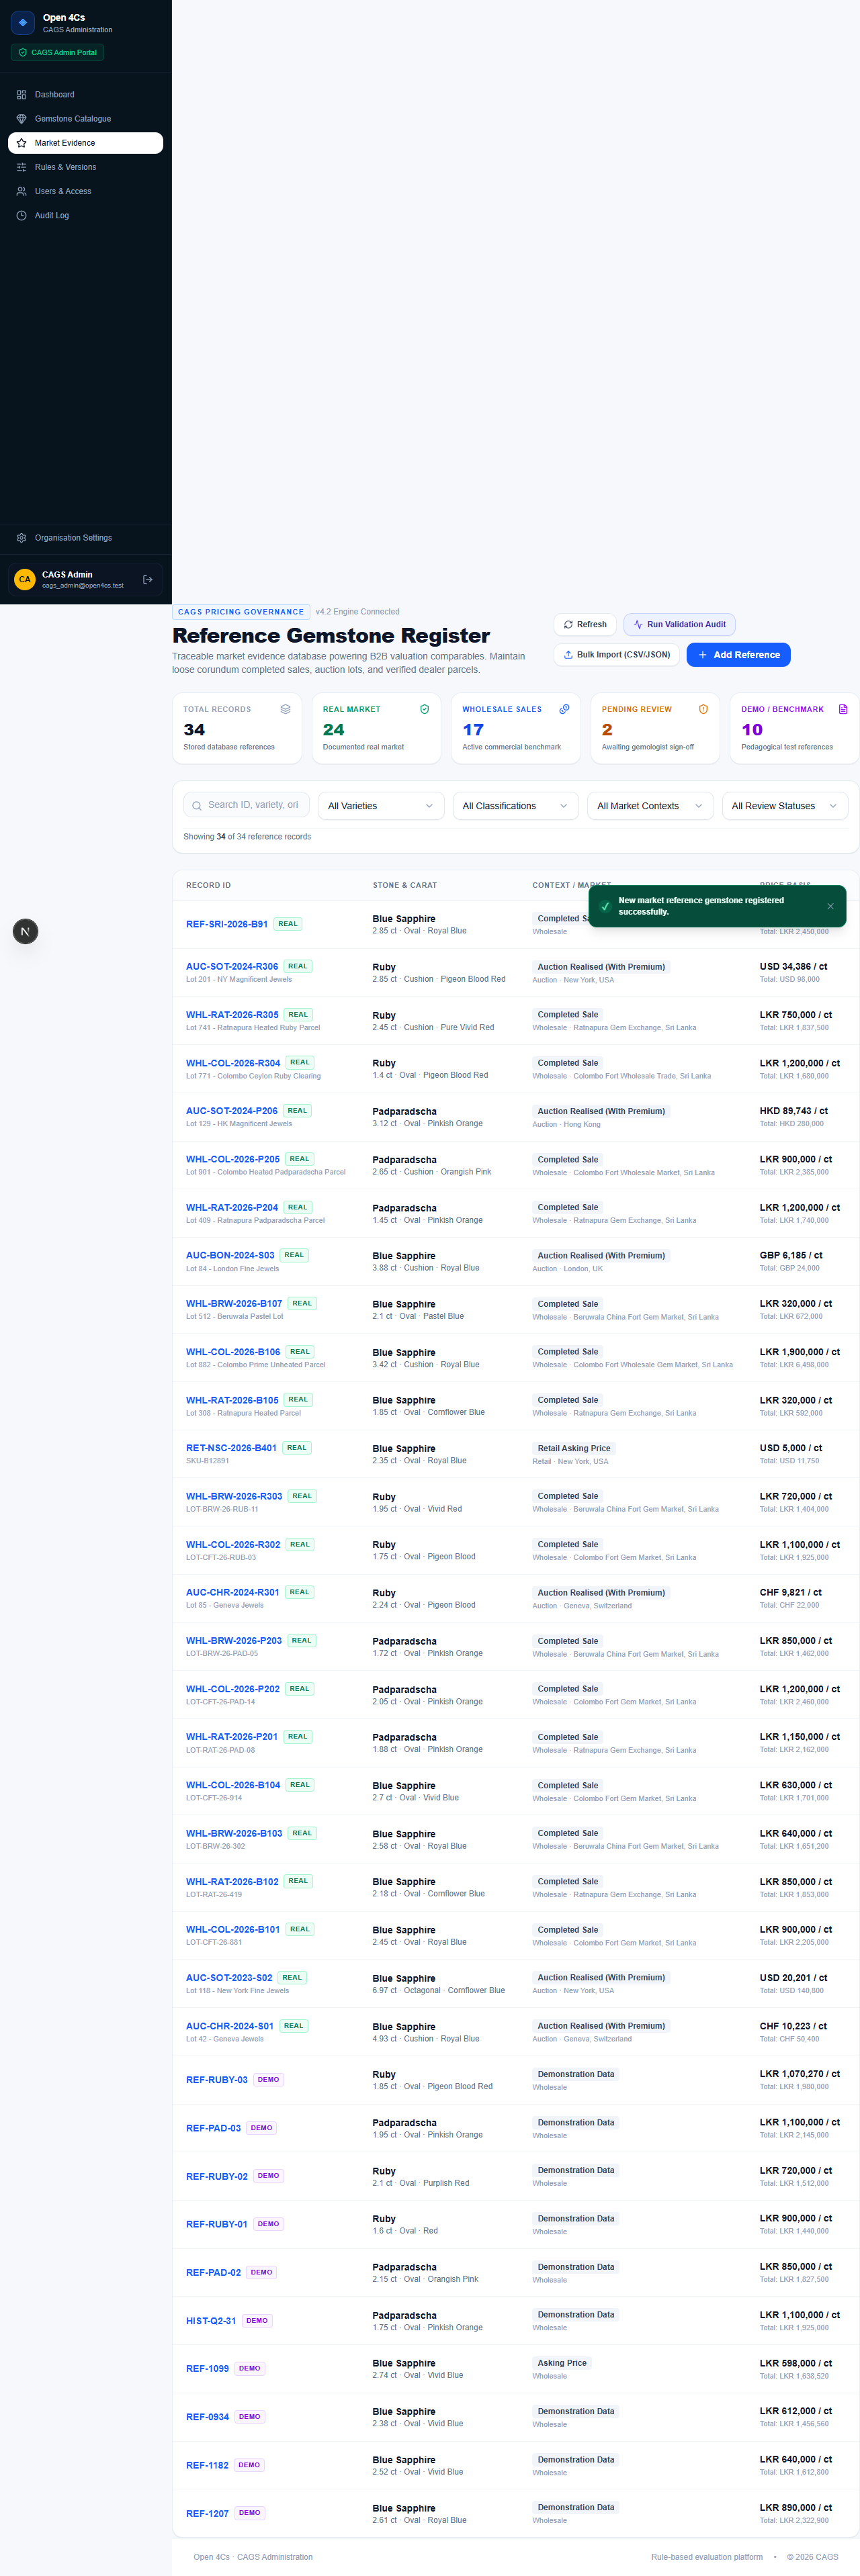 Open 4Cs
CAGS Administration
CAGS Admin Portal
Dashboard
Gemstone Catalogue
Market Evidence
Rules & Versions
Users & Access
Audit Log
Organisation Settings
CA
CAGS Admin
cags_admin@open4cs.test
CAGS PRICING GOVERNANCE v4.2 Engine Connected
Reference Gemstone Register
Traceable market evidence database powering B2B valuation comparables. Maintain
loose corundum completed sales, auction lots, and verified dealer parcels.
Refresh
Run Validation Audit
Bulk Import (CSV/JSON)
Add Reference
TOTAL RECORDS
34
Stored database references
REAL MARKET
24
Documented real market
WHOLESALE SALES
17
Active commercial benchmark
PENDING REVIEW
2
Awaiting gemologist sign-off
DEMO / BENCHMARK
10
Pedagogical test references
Search ID, variety, ori
All Varieties
All Classifications
All Market Contexts
All Review Statuses
Showing 34 of 34 reference records
RECORD ID STONE & CARAT CONTEXT / MARKET PRICE BASIS
New market reference gemstone registered
successfully.
N
REF-SRI-2026-B91 REAL Blue Sapphire Completed Sa
2.85 ct · Oval · Royal Blue Wholesale Total: LKR 2,450,000
AUC-SOT-2024-R306 REAL Ruby Auction Realised (With Premium) USD 34,386 / ct
Lot 201 - NY Magnificent Jewels 2.85 ct · Cushion · Pigeon Blood Red Auction · New York, USA Total: USD 98,000
WHL-RAT-2026-R305 REAL Ruby Completed Sale LKR 750,000 / ct
Lot 741 - Ratnapura Heated Ruby Parcel 2.45 ct · Cushion · Pure Vivid Red Wholesale · Ratnapura Gem Exchange, Sri Lanka Total: LKR 1,837,500
WHL-COL-2026-R304 REAL Ruby Completed Sale LKR 1,200,000 / ct
Lot 771 - Colombo Ceylon Ruby Clearing 1.4 ct · Oval · Pigeon Blood Red Wholesale · Colombo Fort Wholesale Trade, Sri Lanka Total: LKR 1,680,000
AUC-SOT-2024-P206 REAL Padparadscha Auction Realised (With Premium) HKD 89,743 / ct
Lot 129 - HK Magnificent Jewels 3.12 ct · Oval · Pinkish Orange Auction · Hong Kong Total: HKD 280,000
WHL-COL-2026-P205 REAL Padparadscha Completed Sale LKR 900,000 / ct
Lot 901 - Colombo Heated Padparadscha Parcel 2.65 ct · Cushion · Orangish Pink Wholesale · Colombo Fort Wholesale Market, Sri Lanka Total: LKR 2,385,000
WHL-RAT-2026-P204 REAL Padparadscha Completed Sale LKR 1,200,000 / ct
Lot 409 - Ratnapura Padparadscha Parcel 1.45 ct · Oval · Pinkish Orange Wholesale · Ratnapura Gem Exchange, Sri Lanka Total: LKR 1,740,000
AUC-BON-2024-S03 REAL Blue Sapphire Auction Realised (With Premium) GBP 6,185 / ct
Lot 84 - London Fine Jewels 3.88 ct · Cushion · Royal Blue Auction · London, UK Total: GBP 24,000
WHL-BRW-2026-B107 REAL Blue Sapphire Completed Sale LKR 320,000 / ct
Lot 512 - Beruwala Pastel Lot 2.1 ct · Oval · Pastel Blue Wholesale · Beruwala China Fort Gem Market, Sri Lanka Total: LKR 672,000
WHL-COL-2026-B106 REAL Blue Sapphire Completed Sale LKR 1,900,000 / ct
Lot 882 - Colombo Prime Unheated Parcel 3.42 ct · Cushion · Royal Blue Wholesale · Colombo Fort Wholesale Gem Market, Sri Lanka Total: LKR 6,498,000
WHL-RAT-2026-B105 REAL Blue Sapphire Completed Sale LKR 320,000 / ct
Lot 308 - Ratnapura Heated Parcel 1.85 ct · Oval · Cornflower Blue Wholesale · Ratnapura Gem Exchange, Sri Lanka Total: LKR 592,000
RET-NSC-2026-B401 REAL Blue Sapphire Retail Asking Price USD 5,000 / ct
SKU-B12891 2.35 ct · Oval · Royal Blue Retail · New York, USA Total: USD 11,750
WHL-BRW-2026-R303 REAL Ruby Completed Sale LKR 720,000 / ct
LOT-BRW-26-RUB-11 1.95 ct · Oval · Vivid Red Wholesale · Beruwala China Fort Gem Market, Sri Lanka Total: LKR 1,404,000
WHL-COL-2026-R302 REAL Ruby Completed Sale LKR 1,100,000 / ct
LOT-CFT-26-RUB-03 1.75 ct · Oval · Pigeon Blood Wholesale · Colombo Fort Gem Market, Sri Lanka Total: LKR 1,925,000
AUC-CHR-2024-R301 REAL Ruby Auction Realised (With Premium) CHF 9,821 / ct
Lot 85 - Geneva Jewels 2.24 ct · Oval · Pigeon Blood Auction · Geneva, Switzerland Total: CHF 22,000
WHL-BRW-2026-P203 REAL Padparadscha Completed Sale LKR 850,000 / ct
LOT-BRW-26-PAD-05 1.72 ct · Oval · Pinkish Orange Wholesale · Beruwala China Fort Gem Market, Sri Lanka Total: LKR 1,462,000
WHL-COL-2026-P202 REAL Padparadscha Completed Sale LKR 1,200,000 / ct
LOT-CFT-26-PAD-14 2.05 ct · Oval · Pinkish Orange Wholesale · Colombo Fort Gem Market, Sri Lanka Total: LKR 2,460,000
WHL-RAT-2026-P201 REAL Padparadscha Completed Sale LKR 1,150,000 / ct
LOT-RAT-26-PAD-08 1.88 ct · Oval · Pinkish Orange Wholesale · Ratnapura Gem Exchange, Sri Lanka Total: LKR 2,162,000
WHL-COL-2026-B104 REAL Blue Sapphire Completed Sale LKR 630,000 / ct
LOT-CFT-26-914 2.7 ct · Oval · Vivid Blue Wholesale · Colombo Fort Gem Market, Sri Lanka Total: LKR 1,701,000
WHL-BRW-2026-B103 REAL Blue Sapphire Completed Sale LKR 640,000 / ct
LOT-BRW-26-302 2.58 ct · Oval · Royal Blue Wholesale · Beruwala China Fort Gem Market, Sri Lanka Total: LKR 1,651,200
WHL-RAT-2026-B102 REAL Blue Sapphire Completed Sale LKR 850,000 / ct
LOT-RAT-26-419 2.18 ct · Oval · Cornflower Blue Wholesale · Ratnapura Gem Exchange, Sri Lanka Total: LKR 1,853,000
WHL-COL-2026-B101 REAL Blue Sapphire Completed Sale LKR 900,000 / ct
LOT-CFT-26-881 2.45 ct · Oval · Royal Blue Wholesale · Colombo Fort Gem Market, Sri Lanka Total: LKR 2,205,000
AUC-SOT-2023-S02 REAL Blue Sapphire Auction Realised (With Premium) USD 20,201 / ct
Lot 118 - New York Fine Jewels 6.97 ct · Octagonal · Cornflower Blue Auction · New York, USA Total: USD 140,800
AUC-CHR-2024-S01 REAL Blue Sapphire Auction Realised (With Premium) CHF 10,223 / ct
Lot 42 - Geneva Jewels 4.93 ct · Cushion · Royal Blue Auction · Geneva, Switzerland Total: CHF 50,400
REF-RUBY-03 DEMO Ruby Demonstration Data LKR 1,070,270 / ct
1.85 ct · Oval · Pigeon Blood Red Wholesale Total: LKR 1,980,000
REF-PAD-03 DEMO Padparadscha Demonstration Data LKR 1,100,000 / ct
1.95 ct · Oval · Pinkish Orange Wholesale Total: LKR 2,145,000
REF-RUBY-02 DEMO Ruby Demonstration Data LKR 720,000 / ct
2.1 ct · Oval · Purplish Red Wholesale Total: LKR 1,512,000
REF-RUBY-01 DEMO Ruby Demonstration Data LKR 900,000 / ct
1.6 ct · Oval · Red Wholesale Total: LKR 1,440,000
REF-PAD-02 DEMO Padparadscha Demonstration Data LKR 850,000 / ct
2.15 ct · Oval · Orangish Pink Wholesale Total: LKR 1,827,500
HIST-Q2-31 DEMO Padparadscha Demonstration Data LKR 1,100,000 / ct
1.75 ct · Oval · Pinkish Orange Wholesale Total: LKR 1,925,000
REF-1099 DEMO Blue Sapphire Asking Price LKR 598,000 / ct
2.74 ct · Oval · Vivid Blue Wholesale Total: LKR 1,638,520
REF-0934 DEMO Blue Sapphire Demonstration Data LKR 612,000 / ct
2.38 ct · Oval · Vivid Blue Wholesale Total: LKR 1,456,560
REF-1182 DEMO Blue Sapphire Demonstration Data LKR 640,000 / ct
2.52 ct · Oval · Vivid Blue Wholesale Total: LKR 1,612,800
REF-1207 DEMO Blue Sapphire Demonstration Data LKR 890,000 / ct
2.61 ct · Oval · Royal Blue Wholesale Total: LKR 2,322,900
Open 4Cs · CAGS Administration
Rule-based evaluation platform • © 2026 CAGS